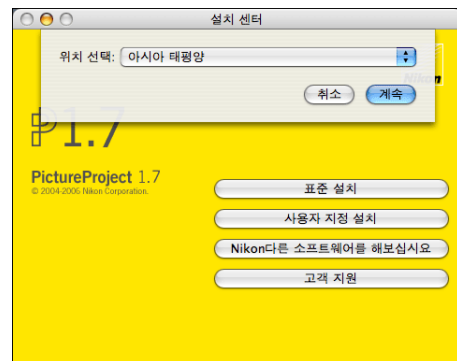 설치 센터
위치 선택: 아시아 태평양
취소 계속
Nikon
P1.7
PictureProject 1.7
© 2004-2006 Nikon Corporation.
표준 설치
사용자 지정 설치
Nikon다른 소프트웨어를 해보십시요
고객 지원